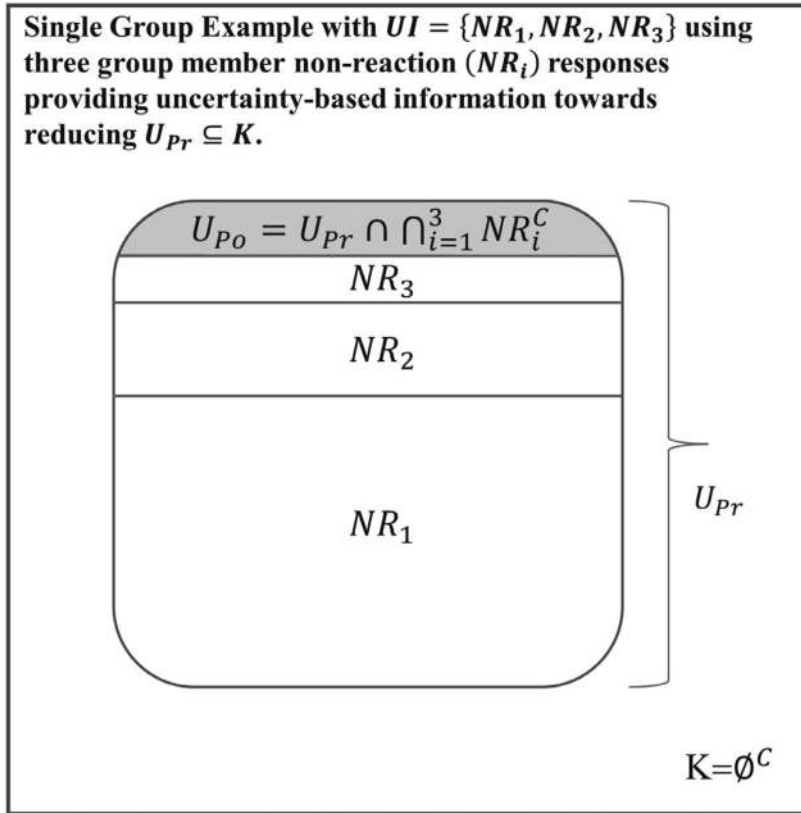 Single Group Example with UI = {NR₁, NR₂, NR₃} using
three group member non-reaction (NRᵢ) responses
providing uncertainty-based information towards
reducing U_Pr ⊆ K.
U_Po = U_Pr ∩ ⋂³ᵢ₌₁ NRᵢᶜ
NR₃
NR₂
NR₁
U_Pr
K=∅ᶜ